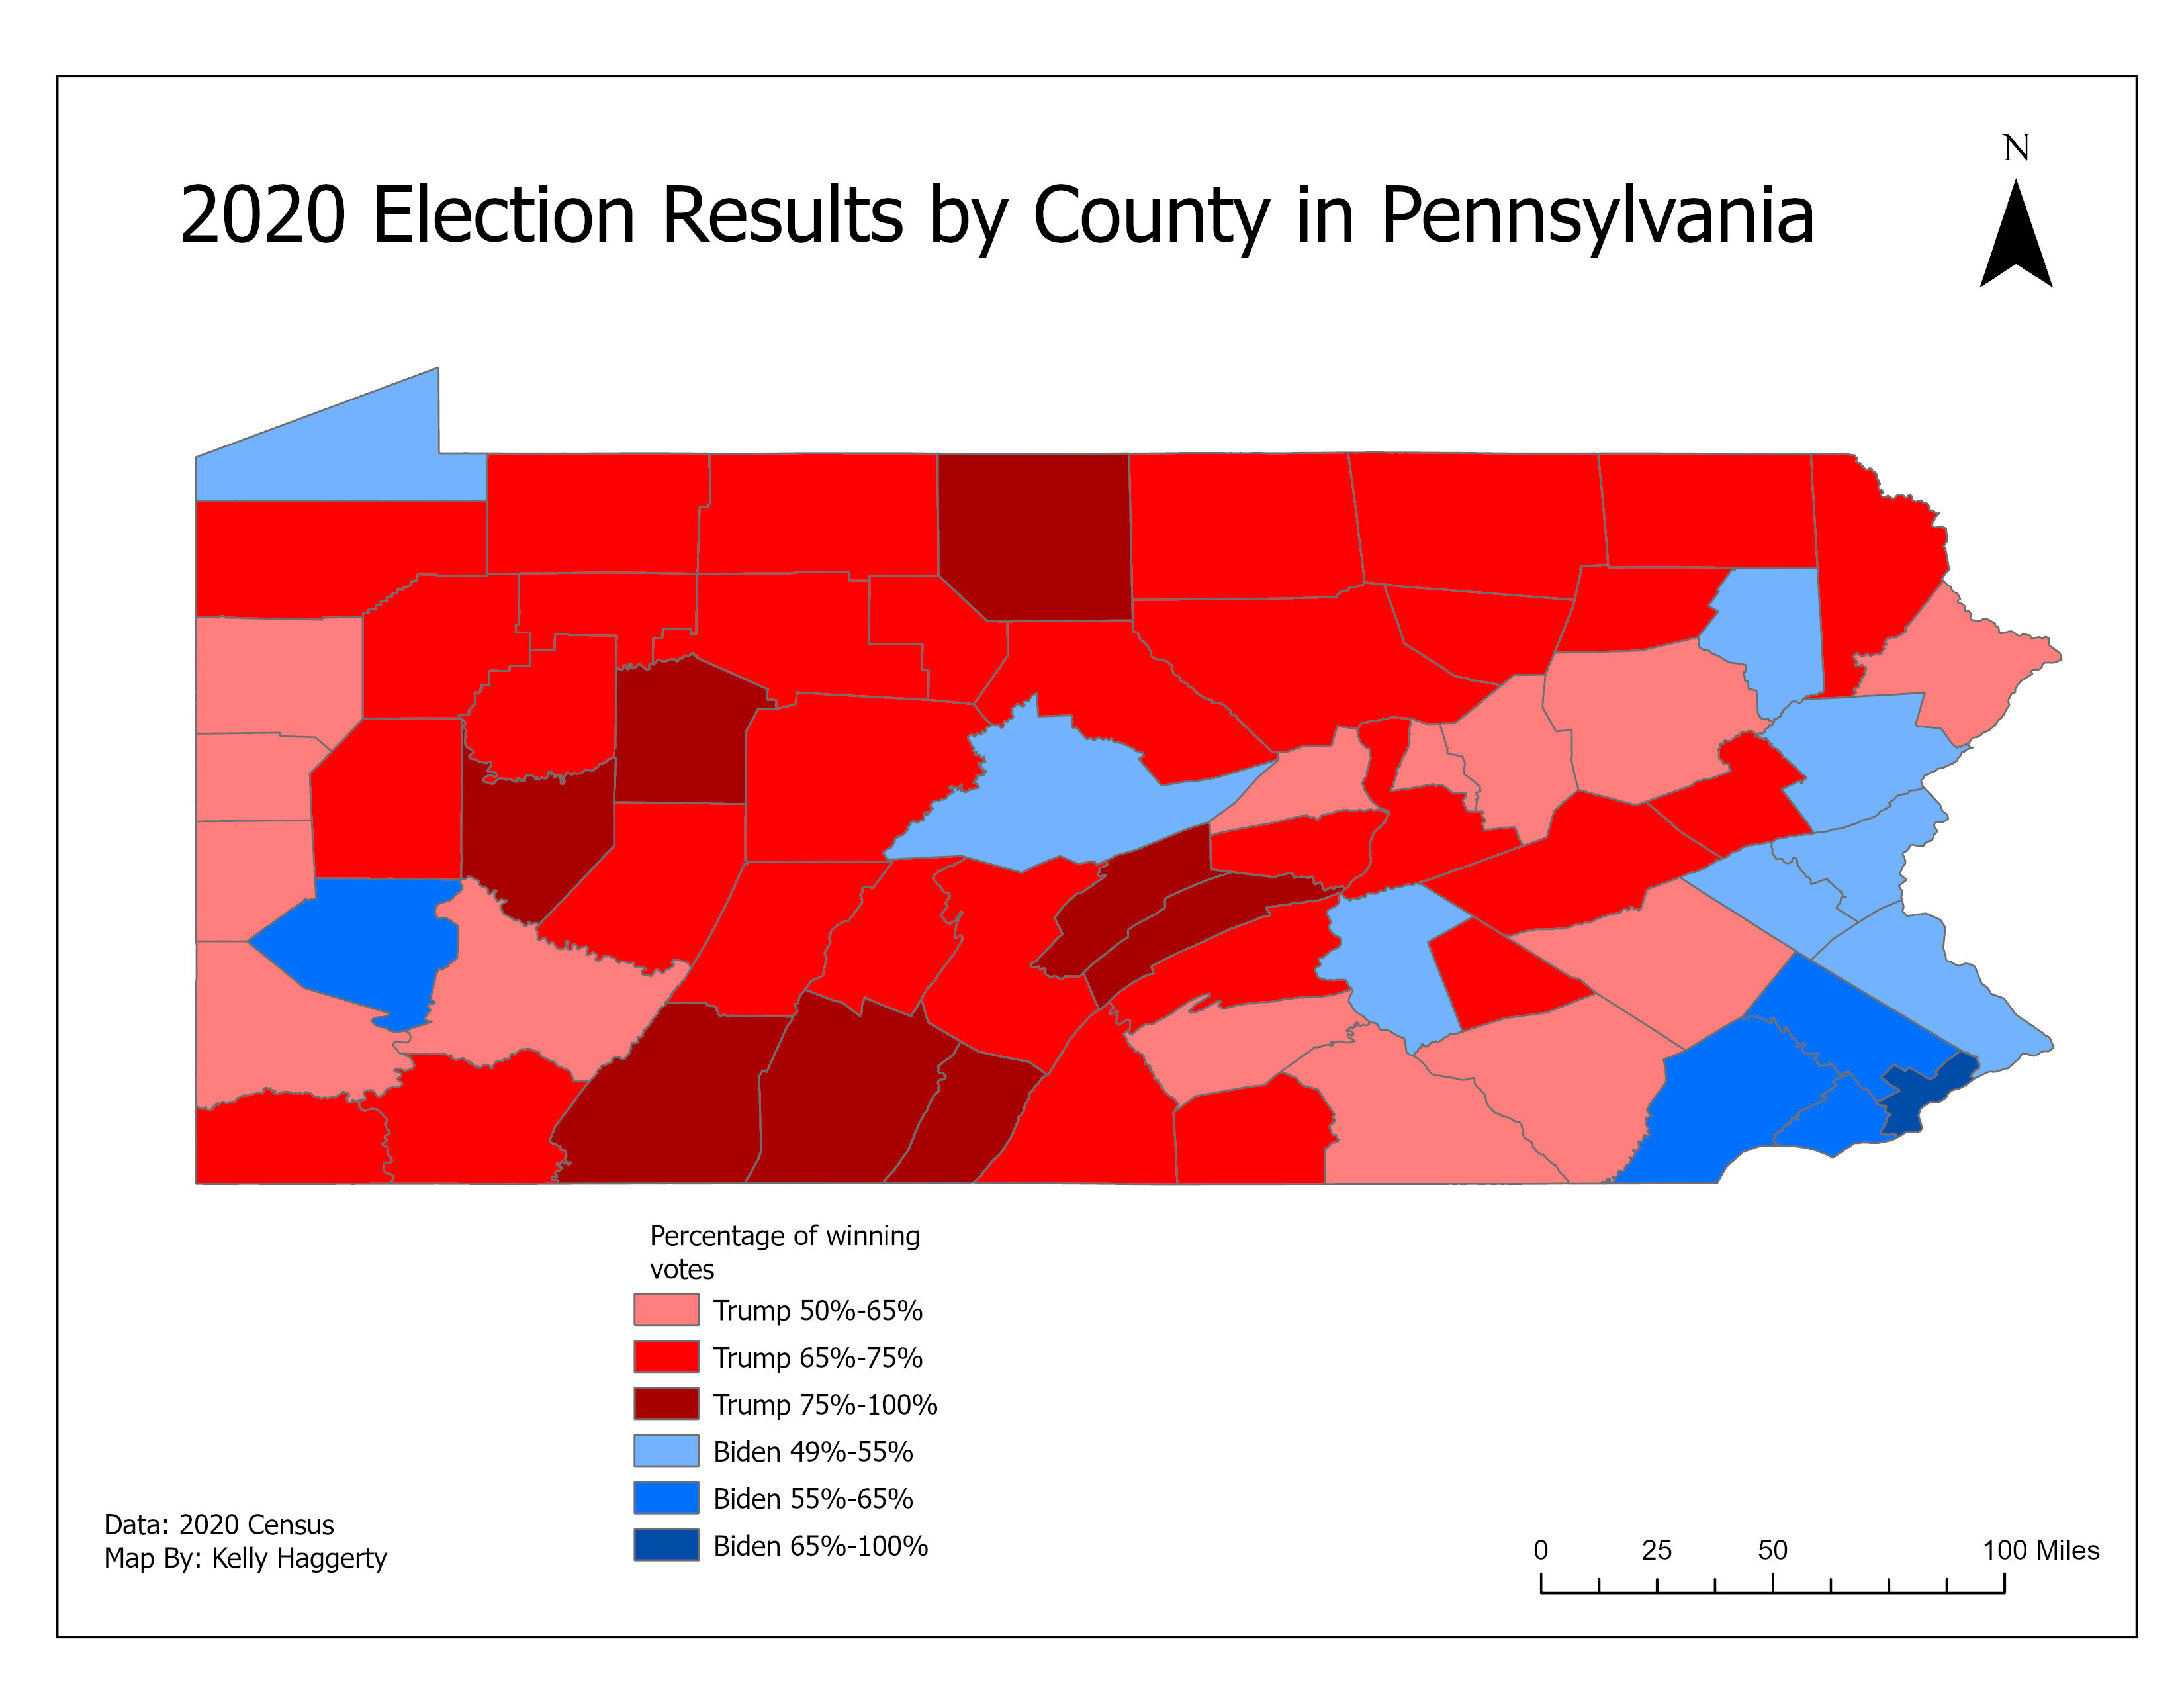 N
2020 Election Results by County in Pennsylvania
Percentage of winning
votes
Trump 50%-65%
Trump 65%-75%
Trump 75%-100%
Biden 49%-55%
Biden 55%-65%
Biden 65%-100%
Data: 2020 Census
Map By: Kelly Haggerty
0 25 50 100 Miles